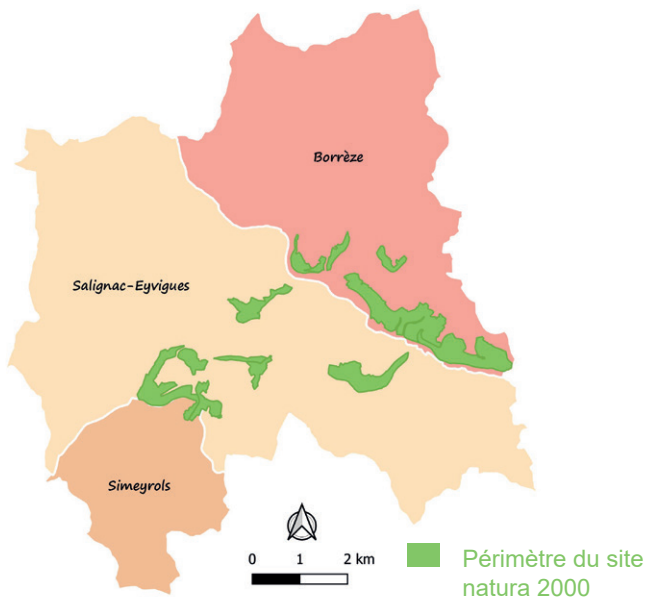 Borrèze
Salignac-Eyvigues
Simeyrols
0 1 2 km
Périmètre du site
natura 2000